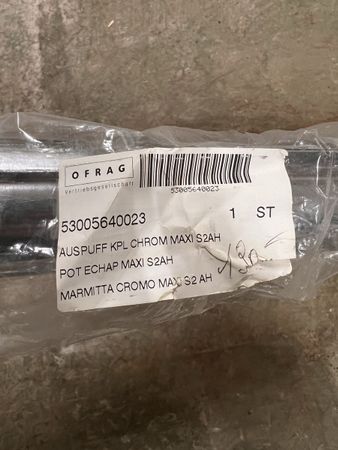 OFRAG
Vertriebsgesellschaft
53005640023
53005640023 1 ST
AUSPUFF KPL CHROM MAXI S2AH
POT ECHAP MAXI S2AH
MARMITTA CROMO MAXI S2 AH